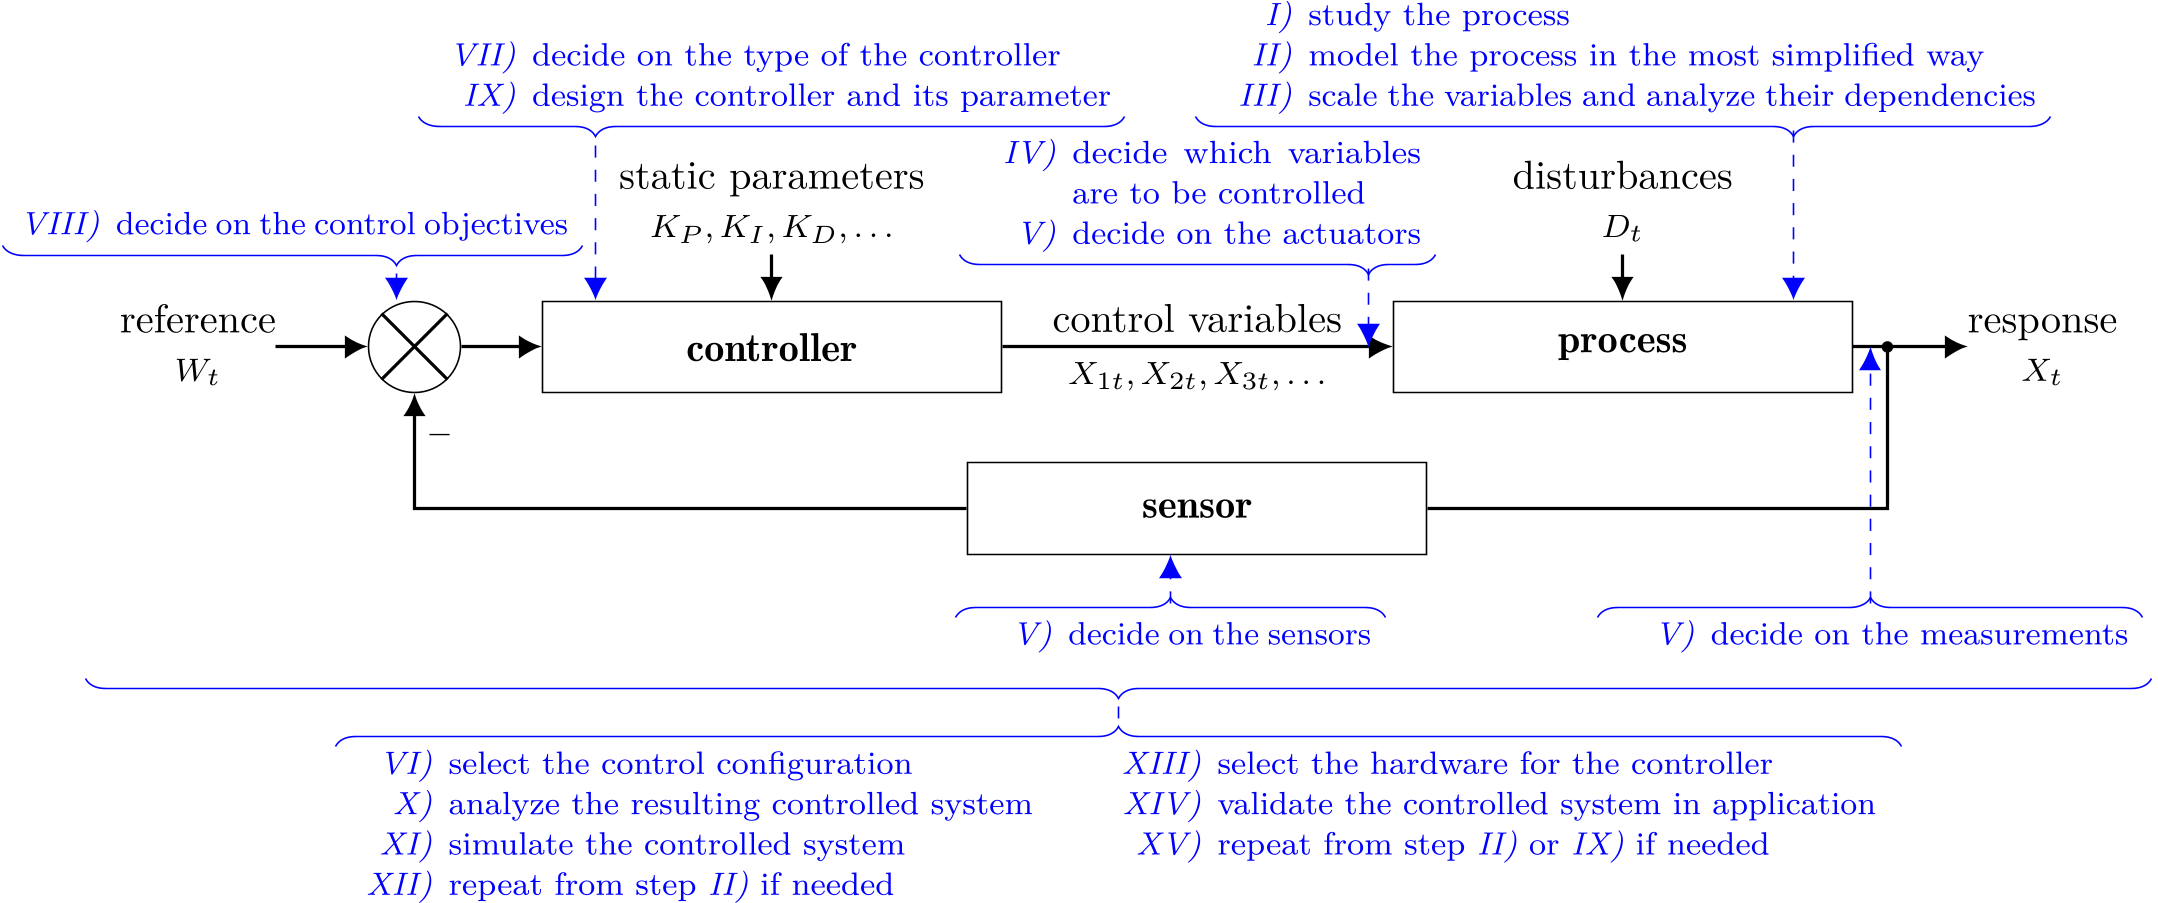 I) study the process
II) model the process in the most simplified way
III) scale the variables and analyze their dependencies
VII) decide on the type of the controller
IX) design the controller and its parameter
IV) decide which variables
are to be controlled
V) decide on the actuators
static parameters
K_P, K_I, K_D, …
disturbances
D_t
VIII) decide on the control objectives
reference
W_t
controller
control variables
X_{1t}, X_{2t}, X_{3t}, …
process
response
X_t
−
sensor
V) decide on the sensors
V) decide on the measurements
VI) select the control configuration
X) analyze the resulting controlled system
XI) simulate the controlled system
XII) repeat from step II) if needed
XIII) select the hardware for the controller
XIV) validate the controlled system in application
XV) repeat from step II) or IX) if needed